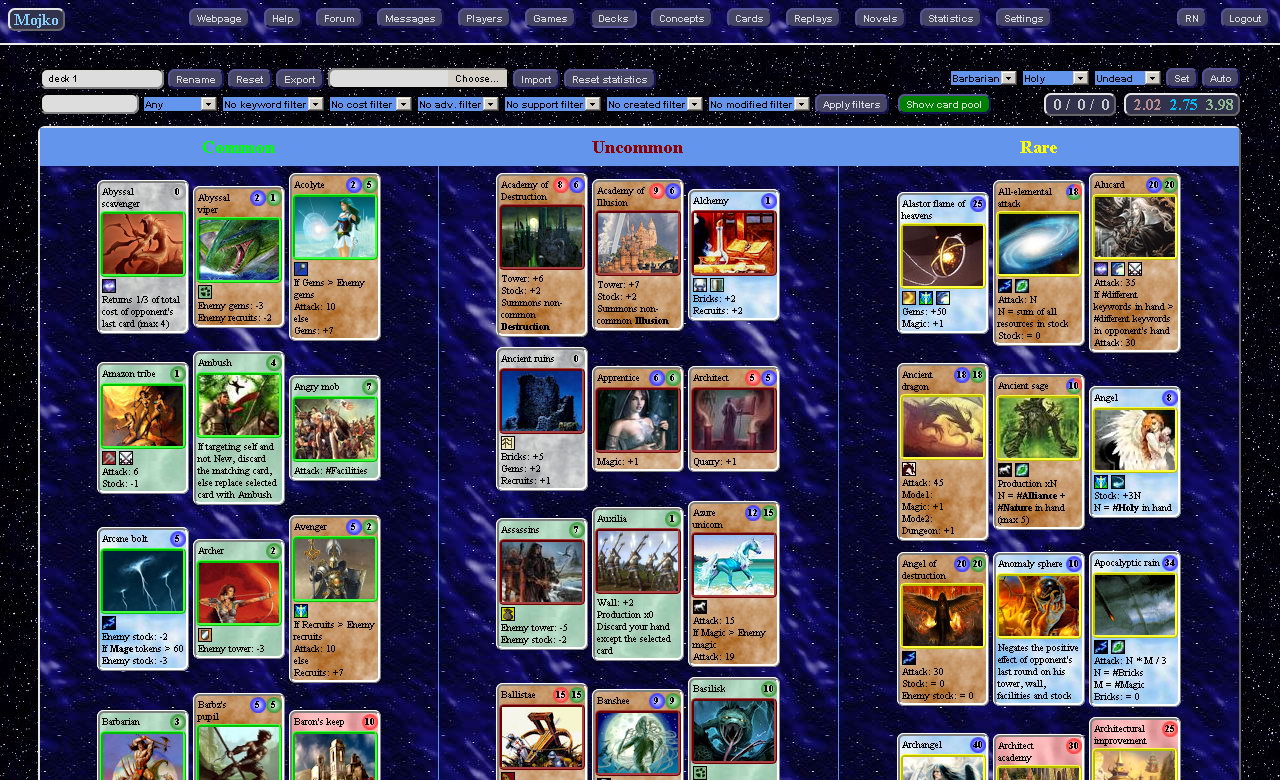 Mojko
Webpage Help Forum Messages Players Games Decks Concepts Cards Replays Novels Statistics Settings RN Logout
deck 1 Rename Reset Export Choose... Import Reset statistics Barbarian Holy Undead Set Auto
Any No keyword filter No cost filter No adv. filter No support filter No created filter No modified filter Apply filters Show card pool 0 / 0 / 0 2.02 2.75 3.98
Common Uncommon Rare
Abyssal scavenger 0
Returns 1/3 of total
cost of opponent's
last card (max 4)
Abyssal viper 2 1
Enemy gems: -3
Enemy recruits: -2
Acolyte 2 5
If Gems > Enemy
gems
Attack: 10
else
Gems: +7
Academy of Destruction 8 6
Tower: +6
Stock: +2
Summons non-
common
Destruction
Academy of Illusion 9 6
Tower: +7
Stock: +2
Summons non-
common Illusion
Alchemy 1
Bricks: +2
Recruits: +2
Alastor flame of heavens 25
Gems: +50
Magic: +1
All-elemental attack 18
Attack: N
N = sum of all
resources in stock
Stock: = 0
Alucard 20 20
Attack: 35
If #different
keywords in hand >
#different keywords
in opponent's hand
Attack: 30
Amazon tribe 1
Attack: 6
Stock: -1
Ambush 4
If targeting self and
not New, discard
the matching card,
else replace selected
card with Ambush
Angry mob 7
Attack: #Facilities
Ancient ruins 0
Bricks: +5
Gems: +2
Recruits: +1
Apprentice 6 6
Magic: +1
Architect 5 5
Quarry: +1
Ancient dragon 18 18
Attack: 45
Mode1:
Magic: +1
Mode2:
Dungeon: +1
Ancient sage 10
Production xN
N = #Alliance +
#Nature in hand
(max 5)
Angel 8
Stock: +3N
N = #Holy in hand
Arcane bolt 5
Enemy stock: -2
If Mage tokens > 60
Enemy stock: -3
Archer 2
Enemy tower: -3
Avenger 5 2
If Recruits > Enemy
recruits
Attack: 10
else
Recruits: +7
Assassins 7
Enemy tower: -5
Enemy stock: -2
Auxilia 1
Wall: +2
Production x0
Discard your hand
except the selected
card
Azure unicorn 12 15
Attack: 15
If Magic > Enemy
magic
Attack: 19
Angel of destruction 20 20
Attack: 30
Stock: = 0
Enemy stock: = 0
Anomaly sphere 10
Negates the positive
effect of opponent's
last round on his
tower, wall,
facilities and stock
Apocalyptic rain 34
Attack: N * M / 3
N = #Bricks
M = #Magic
Bricks: = 0
Barbarian 3
Barbz's pupil 5 5
Baron's keep 10
Ballistae 15 15
Banshee 9 9
Basilisk 10
Archangel 40
Architect academy 30
Architectural improvement 25